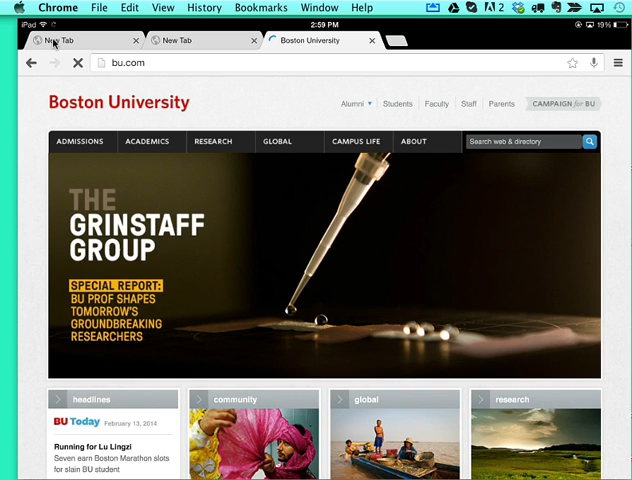 Chrome File Edit View History Bookmarks Window Help
iPad 2:59 PM 19%
New Tab New Tab Boston University
bu.com
Boston University
Alumni Students Faculty Staff Parents CAMPAIGN for BU
ADMISSIONS ACADEMICS RESEARCH GLOBAL CAMPUS LIFE ABOUT Search web & directory
THE
GRINSTAFF
GROUP
SPECIAL REPORT:
BU PROF SHAPES
TOMORROW'S
GROUNDBREAKING
RESEARCHERS
headlines community global research
BU Today February 13, 2014
Running for Lu Lingzi
Seven earn Boston Marathon slots
for slain BU student